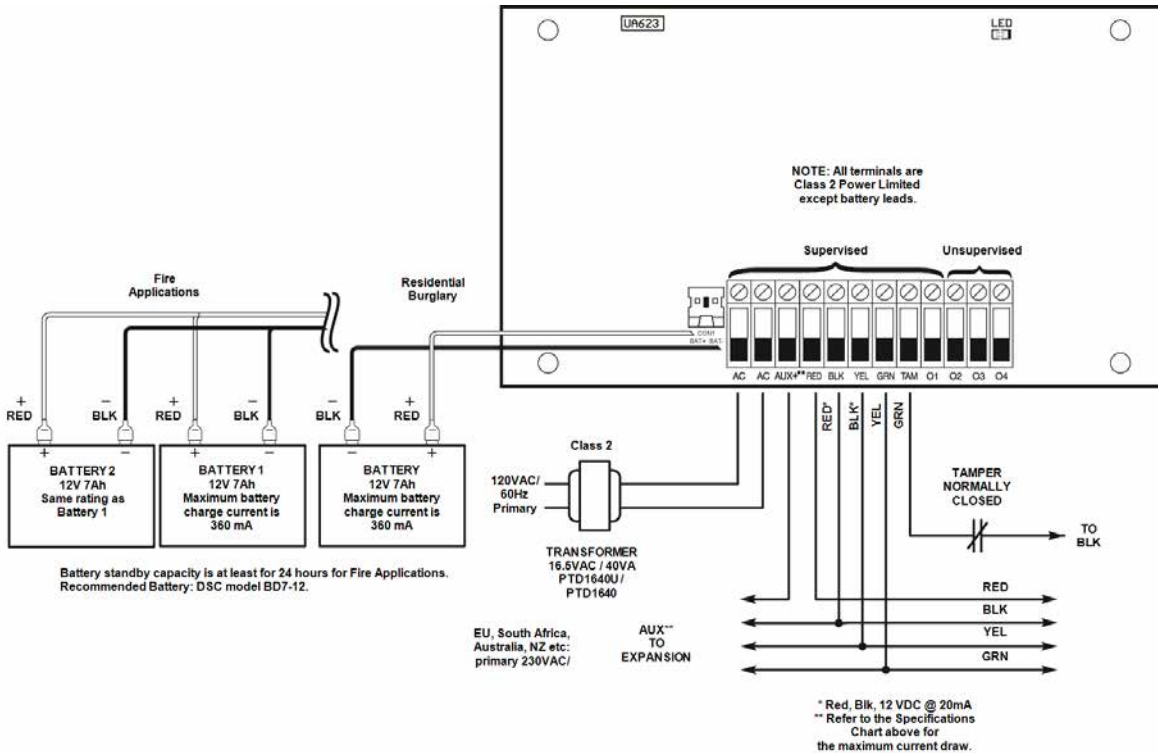 UA623
LED
NOTE: All terminals are
Class 2 Power Limited
except battery leads.
Supervised
Unsupervised
Fire
Applications
Residential
Burglary
CON1
BAT+ BAT-
AC AC AUX+** RED BLK YEL GRN TAM O1 O2 O3 O4
RED* BLK* YEL GRN
+ RED
– BLK
+ RED
– BLK
– BLK
+ RED
+ –
BATTERY 2
12V 7Ah
Same rating as
Battery 1
+ –
BATTERY 1
12V 7Ah
Maximum battery
charge current is
360 mA
– +
BATTERY
12V 7Ah
Maximum battery
charge current is
360 mA
Battery standby capacity is at least for 24 hours for Fire Applications.
Recommended Battery: DSC model BD7-12.
Class 2
120VAC/
60Hz
Primary
TRANSFORMER
16.5VAC / 40VA
PTD1640U /
PTD1640
EU, South Africa,
Australia, NZ etc:
primary 230VAC/
AUX**
TO
EXPANSION
TAMPER
NORMALLY
CLOSED
TO
BLK
RED
BLK
YEL
GRN
* Red, Blk, 12 VDC @ 20mA
** Refer to the Specifications
Chart above for
the maximum current draw.